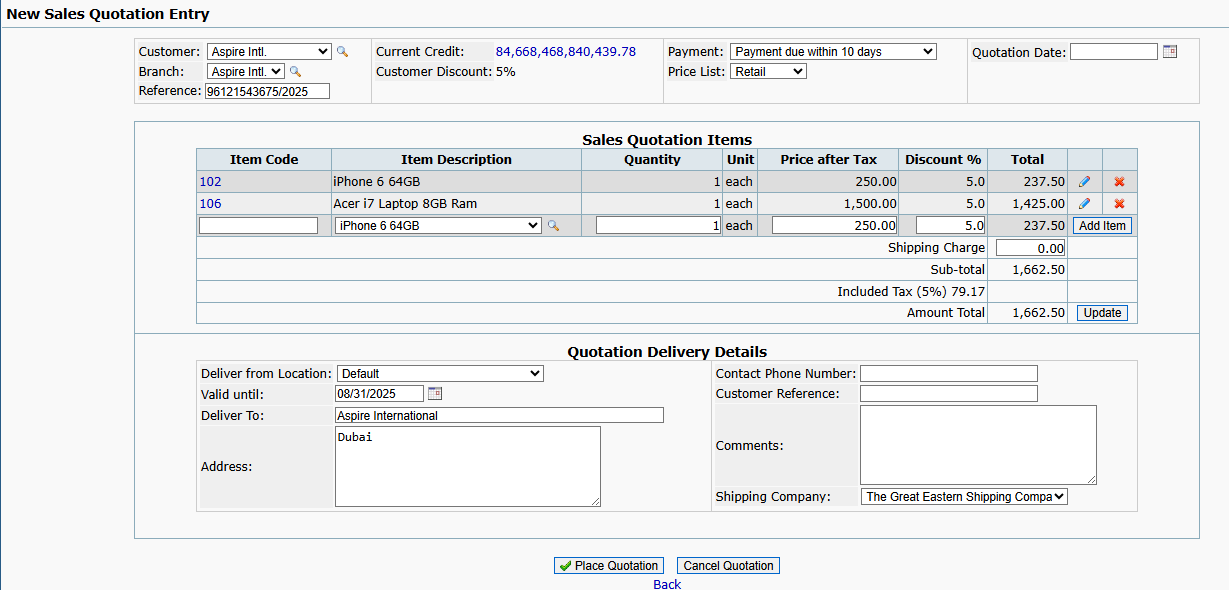 New Sales Quotation Entry
Customer: Aspire Intl. Current Credit: 84,668,468,840,439.78 Payment: Payment due within 10 days Quotation Date:
Branch: Aspire Intl. Customer Discount: 5% Price List: Retail
Reference: 96121543675/2025
Sales Quotation Items
Item Code Item Description Quantity Unit Price after Tax Discount % Total
102 iPhone 6 64GB 1 each 250.00 5.0 237.50
106 Acer i7 Laptop 8GB Ram 1 each 1,500.00 5.0 1,425.00
iPhone 6 64GB 1 each 250.00 5.0 237.50 Add Item
Shipping Charge 0.00
Sub-total 1,662.50
Included Tax (5%) 79.17
Amount Total 1,662.50 Update
Quotation Delivery Details
Deliver from Location: Default
Valid until: 08/31/2025
Deliver To: Aspire International
Address: Dubai
Contact Phone Number:
Customer Reference:
Comments:
Shipping Company: The Great Eastern Shipping Compa
Place Quotation Cancel Quotation
Back